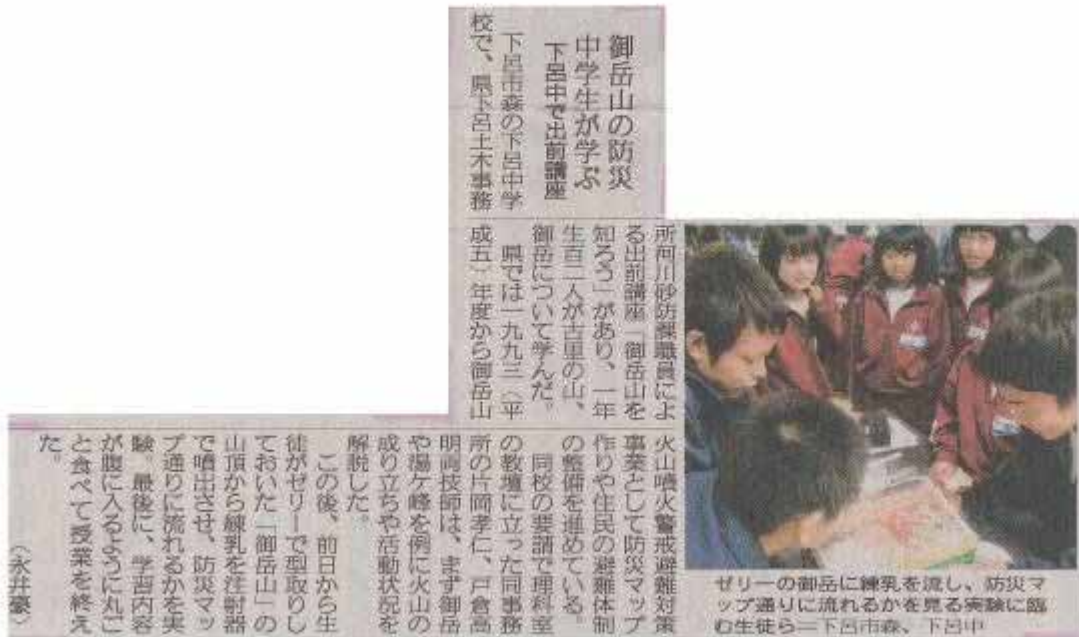 御岳山の防災
中学生が学ぶ
下呂中で出前講座
下呂市森の下呂中学
校で、県下呂土木事務
所河川砂防課職員によ
る出前講座「御岳山を
知ろう」があり、一年
生百二人が古里の山、
御岳について学んだ。
県では一九九三（平
成五）年度から御岳山
火山噴火警戒避難対策
事業として防災マップ
作りや住民の避難体制
の整備を進めている。
同校の要請で理科室
の教壇に立った同事務
所の片岡孝仁、戸倉高
明両技師は、まず御岳
や湯ケ峰を例に火山の
成り立ちや活動状況を
解説した。
この後、前日から生
徒がゼリーで型取りし
ておいた「御岳山」の
山頂から練乳を注射器
で噴出させ、防災マッ
プ通りに流れるかを実
験。最後に、学習内容
が腹に入るように丸ご
と食べて授業を終え
た。
（永井豪）
ゼリーの御岳に練乳を流し、防災マ
ップ通りに流れるかを見る実験に臨
む生徒ら＝下呂市森、下呂中